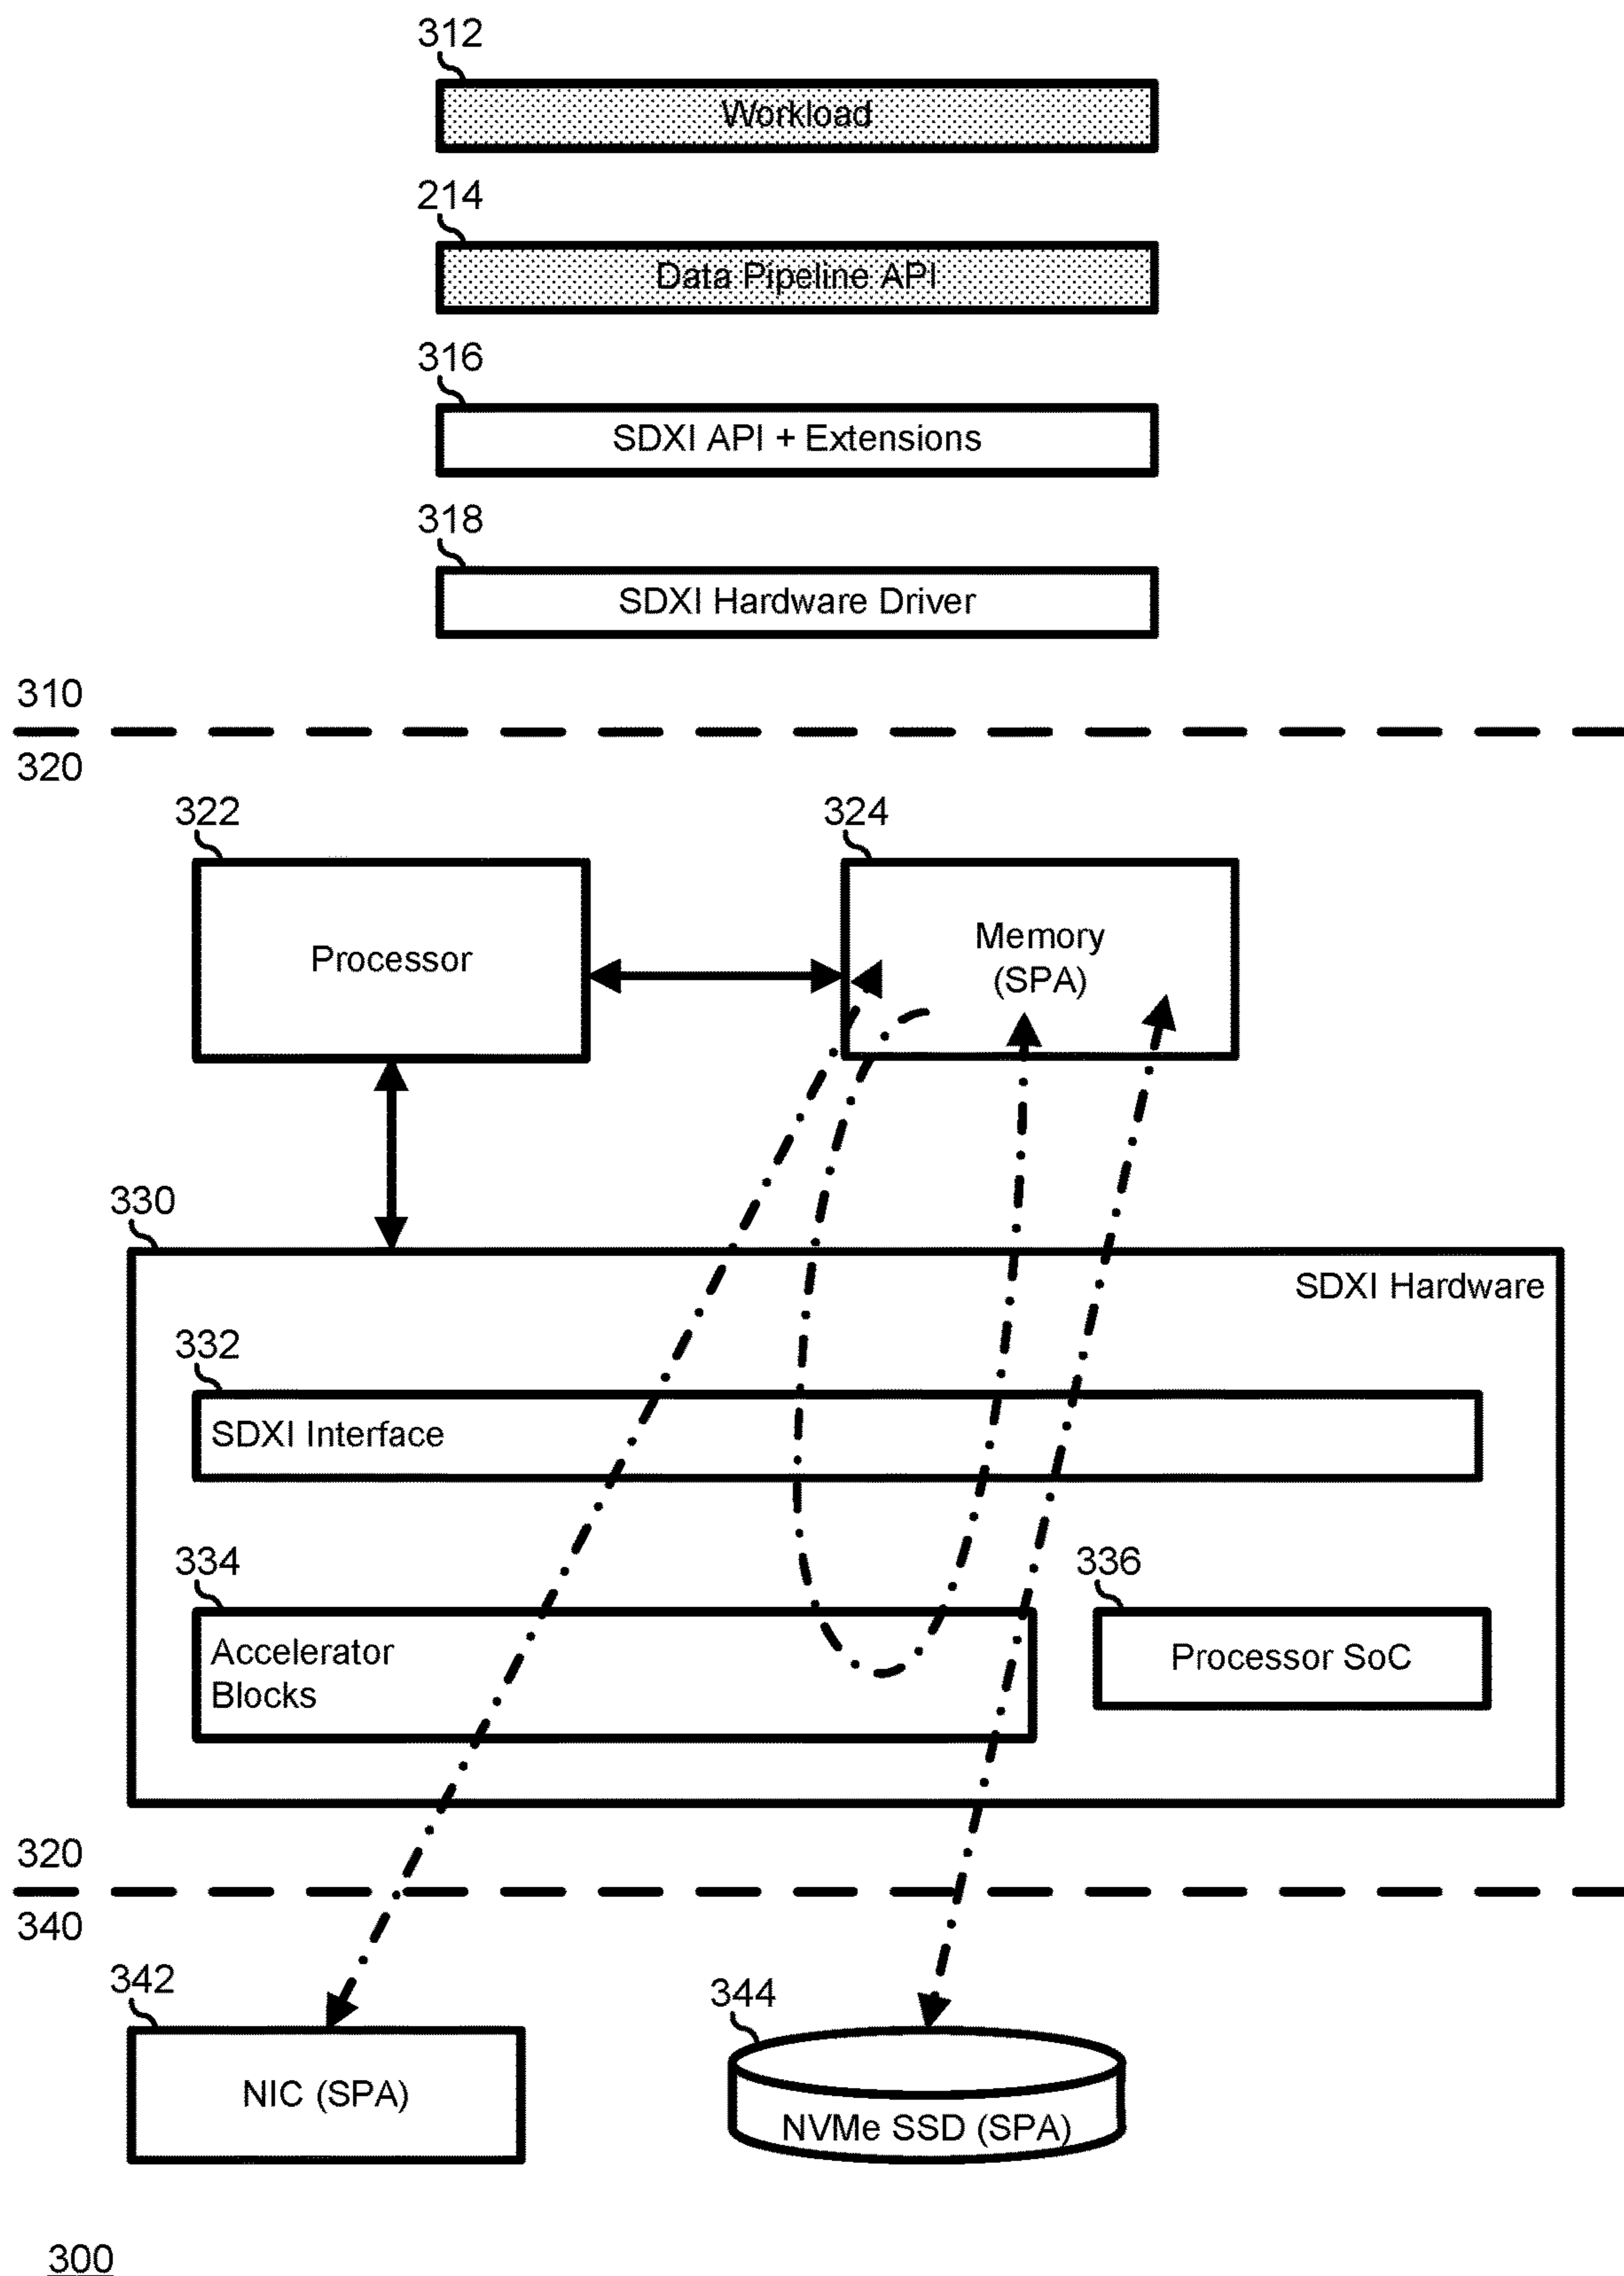 312
Workload
214
Data Pipeline API
316
SDXI API + Extensions
318
SDXI Hardware Driver
310
320
322
324
Processor
Memory
(SPA)
330
SDXI Hardware
332
SDXI Interface
334
336
Accelerator
Blocks
Processor SoC
320
340
342
344
NIC (SPA)
NVMe SSD (SPA)
300